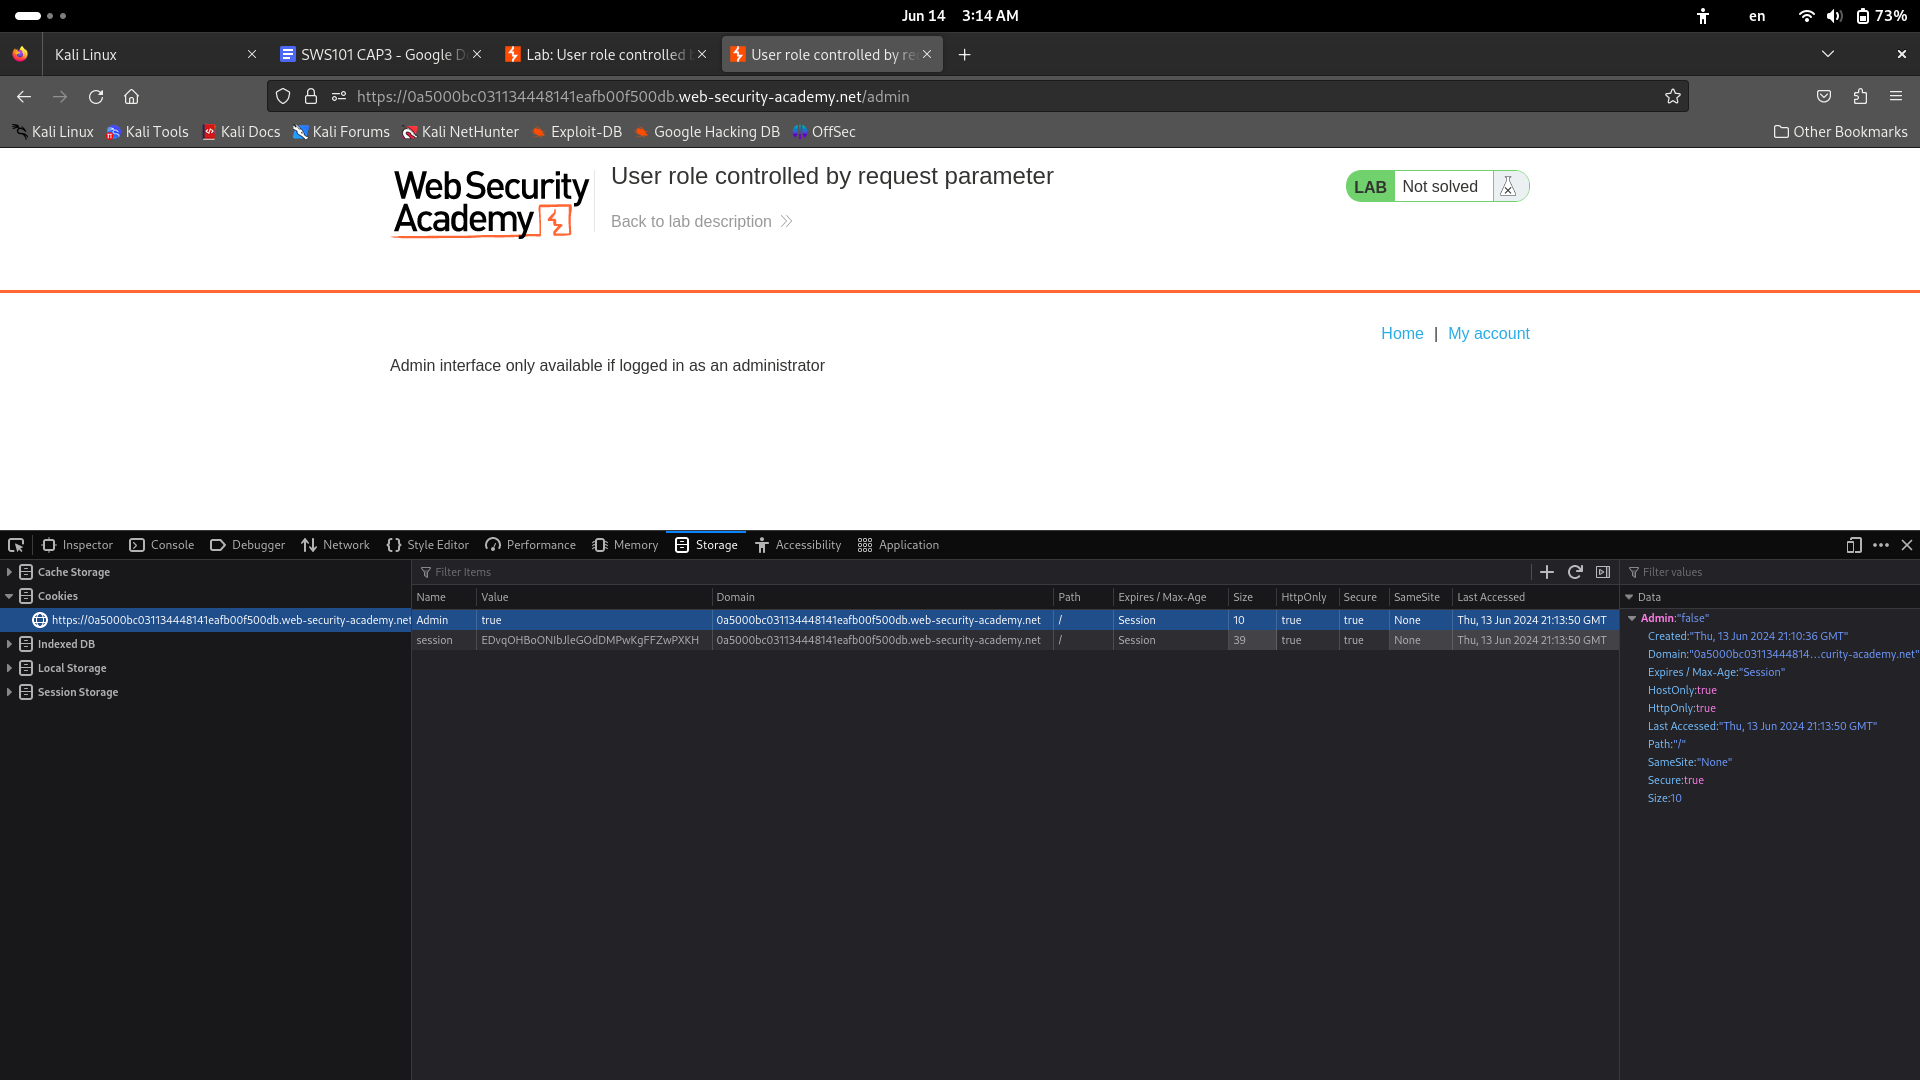 Jun 14 3:14 AM
en
73%
Kali Linux
SWS101 CAP3 - Google D
Lab: User role controlled
User role controlled by re
https://0a5000bc031134448141eafb00f500db.web-security-academy.net/admin
Kali Linux
Kali Tools
Kali Docs
Kali Forums
Kali NetHunter
Exploit-DB
Google Hacking DB
OffSec
Other Bookmarks
Web Security
Academy
User role controlled by request parameter
Back to lab description
LAB Not solved
Home | My account
Admin interface only available if logged in as an administrator
Inspector Console Debugger Network Style Editor Performance Memory Storage Accessibility Application
Cache Storage
Cookies
https://0a5000bc031134448141eafb00f500db.web-security-academy.net
Indexed DB
Local Storage
Session Storage
Filter Items
Name Value Domain Path Expires / Max-Age Size HttpOnly Secure SameSite Last Accessed
Admin true 0a5000bc031134448141eafb00f500db.web-security-academy.net / Session 10 true true None Thu, 13 Jun 2024 21:13:50 GMT
session EDvqOHBoONIbJleGOdDMPwKgFFZwPXKH 0a5000bc031134448141eafb00f500db.web-security-academy.net / Session 39 true true None Thu, 13 Jun 2024 21:13:50 GMT
Filter values
Data
Admin:"false"
Created:"Thu, 13 Jun 2024 21:10:36 GMT"
Domain:"0a5000bc03113444814…curity-academy.net"
Expires / Max-Age:"Session"
HostOnly:true
HttpOnly:true
Last Accessed:"Thu, 13 Jun 2024 21:13:50 GMT"
Path:"/"
SameSite:"None"
Secure:true
Size:10